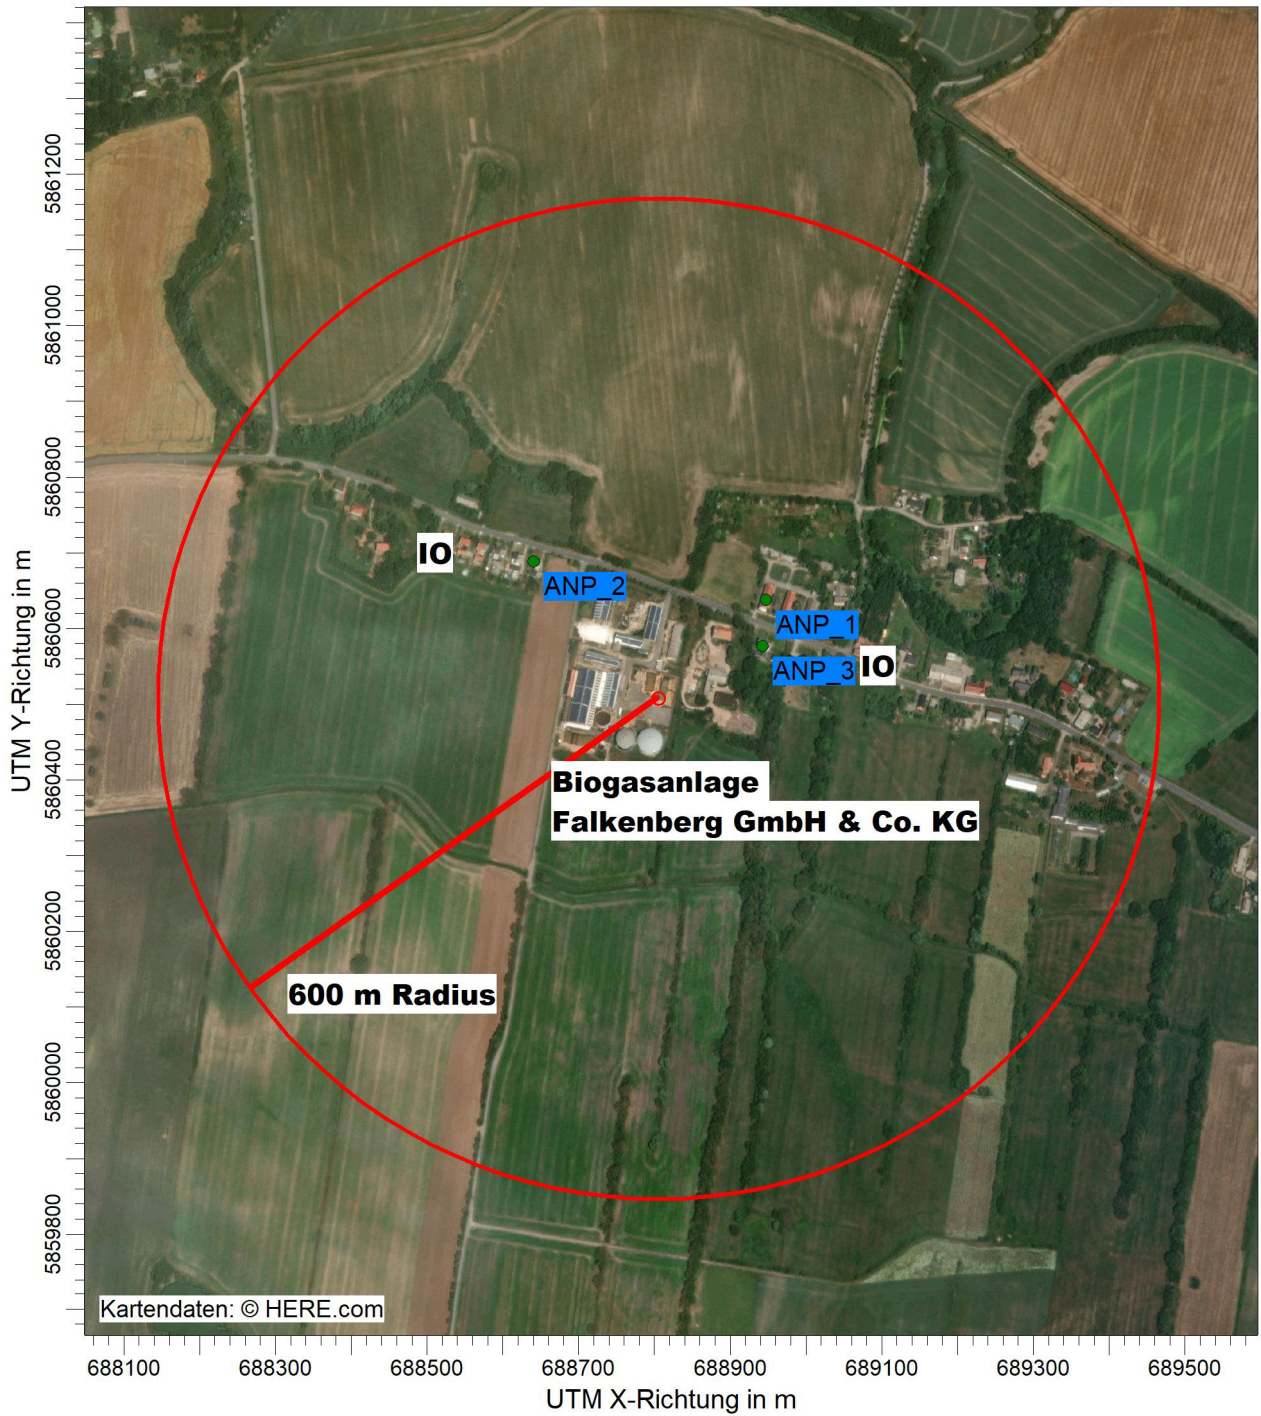 5861200
5861000
5860800
5860600
5860400
5860200
5860000
5859800
UTM Y-Richtung in m
IO
ANP_2
ANP_1
ANP_3
IO
Biogasanlage
Falkenberg GmbH & Co. KG
600 m Radius
Kartendaten: © HERE.com
688100 688300 688500 688700 688900 689100 689300 689500
UTM X-Richtung in m